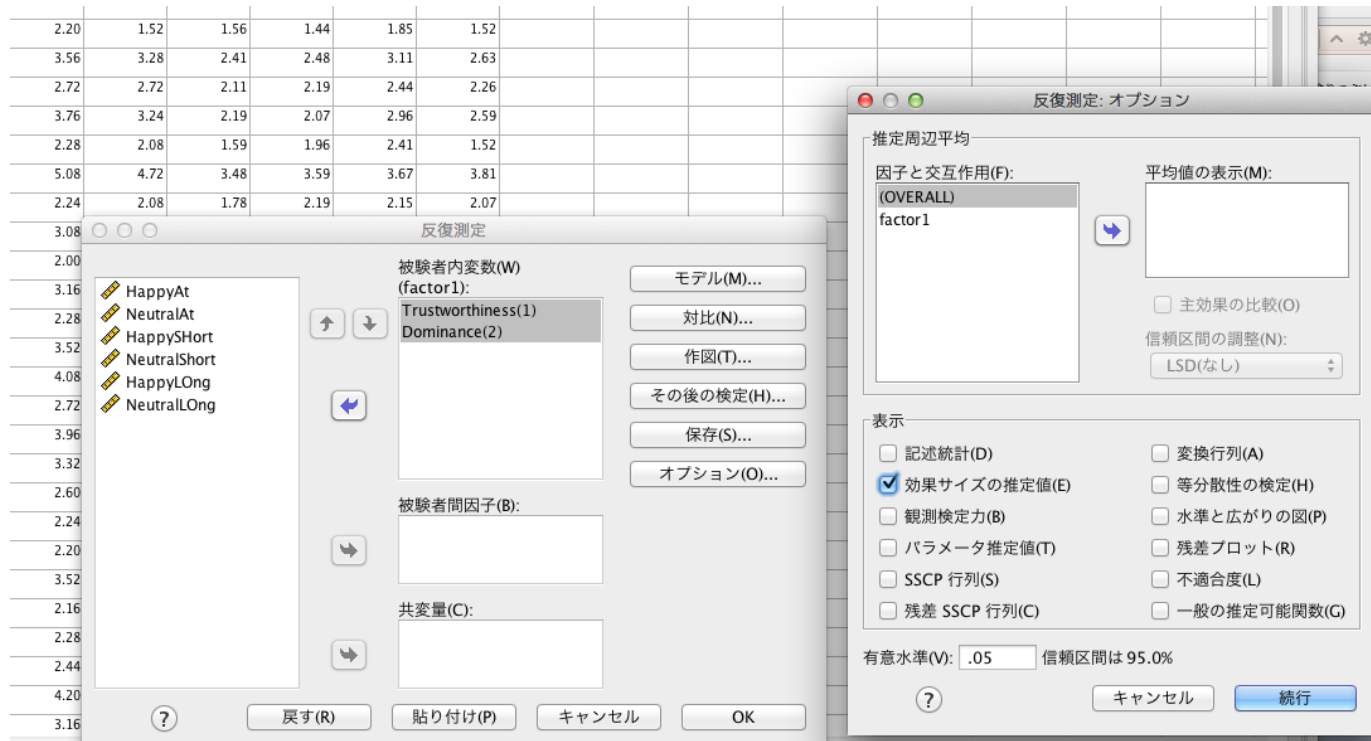 2.20 1.52 1.56 1.44 1.85 1.52
3.56 3.28 2.41 2.48 3.11 2.63
2.72 2.72 2.11 2.19 2.44 2.26
3.76 3.24 2.19 2.07 2.96 2.59
2.28 2.08 1.59 1.96 2.41 1.52
5.08 4.72 3.48 3.59 3.67 3.81
2.24 2.08 1.78 2.19 2.15 2.07
3.08
2.00
3.16
2.28
3.52
4.08
2.72
3.96
3.32
2.60
2.24
2.20
3.52
2.16
2.28
2.44
4.20
3.16
反復測定
HappyAt
NeutralAt
HappySHort
NeutralShort
HappyLOng
NeutralLOng
被験者内変数(W)
(factor1):
Trustworthiness(1)
Dominance(2)
被験者間因子(B):
共変量(C):
モデル(M)...
対比(N)...
作図(T)...
その後の検定(H)...
保存(S)...
オプション(O)...
?
戻す(R)
貼り付け(P)
キャンセル
OK
反復測定: オプション
推定周辺平均
因子と交互作用(F):
(OVERALL)
factor1
平均値の表示(M):
主効果の比較(O)
信頼区間の調整(N):
LSD(なし)
表示
記述統計(D)
効果サイズの推定値(E)
観測検定力(B)
パラメータ推定値(T)
SSCP 行列(S)
残差 SSCP 行列(C)
変換行列(A)
等分散性の検定(H)
水準と広がりの図(P)
残差プロット(R)
不適合度(L)
一般の推定可能関数(G)
有意水準(V): .05 信頼区間は 95.0%
?
キャンセル
続行